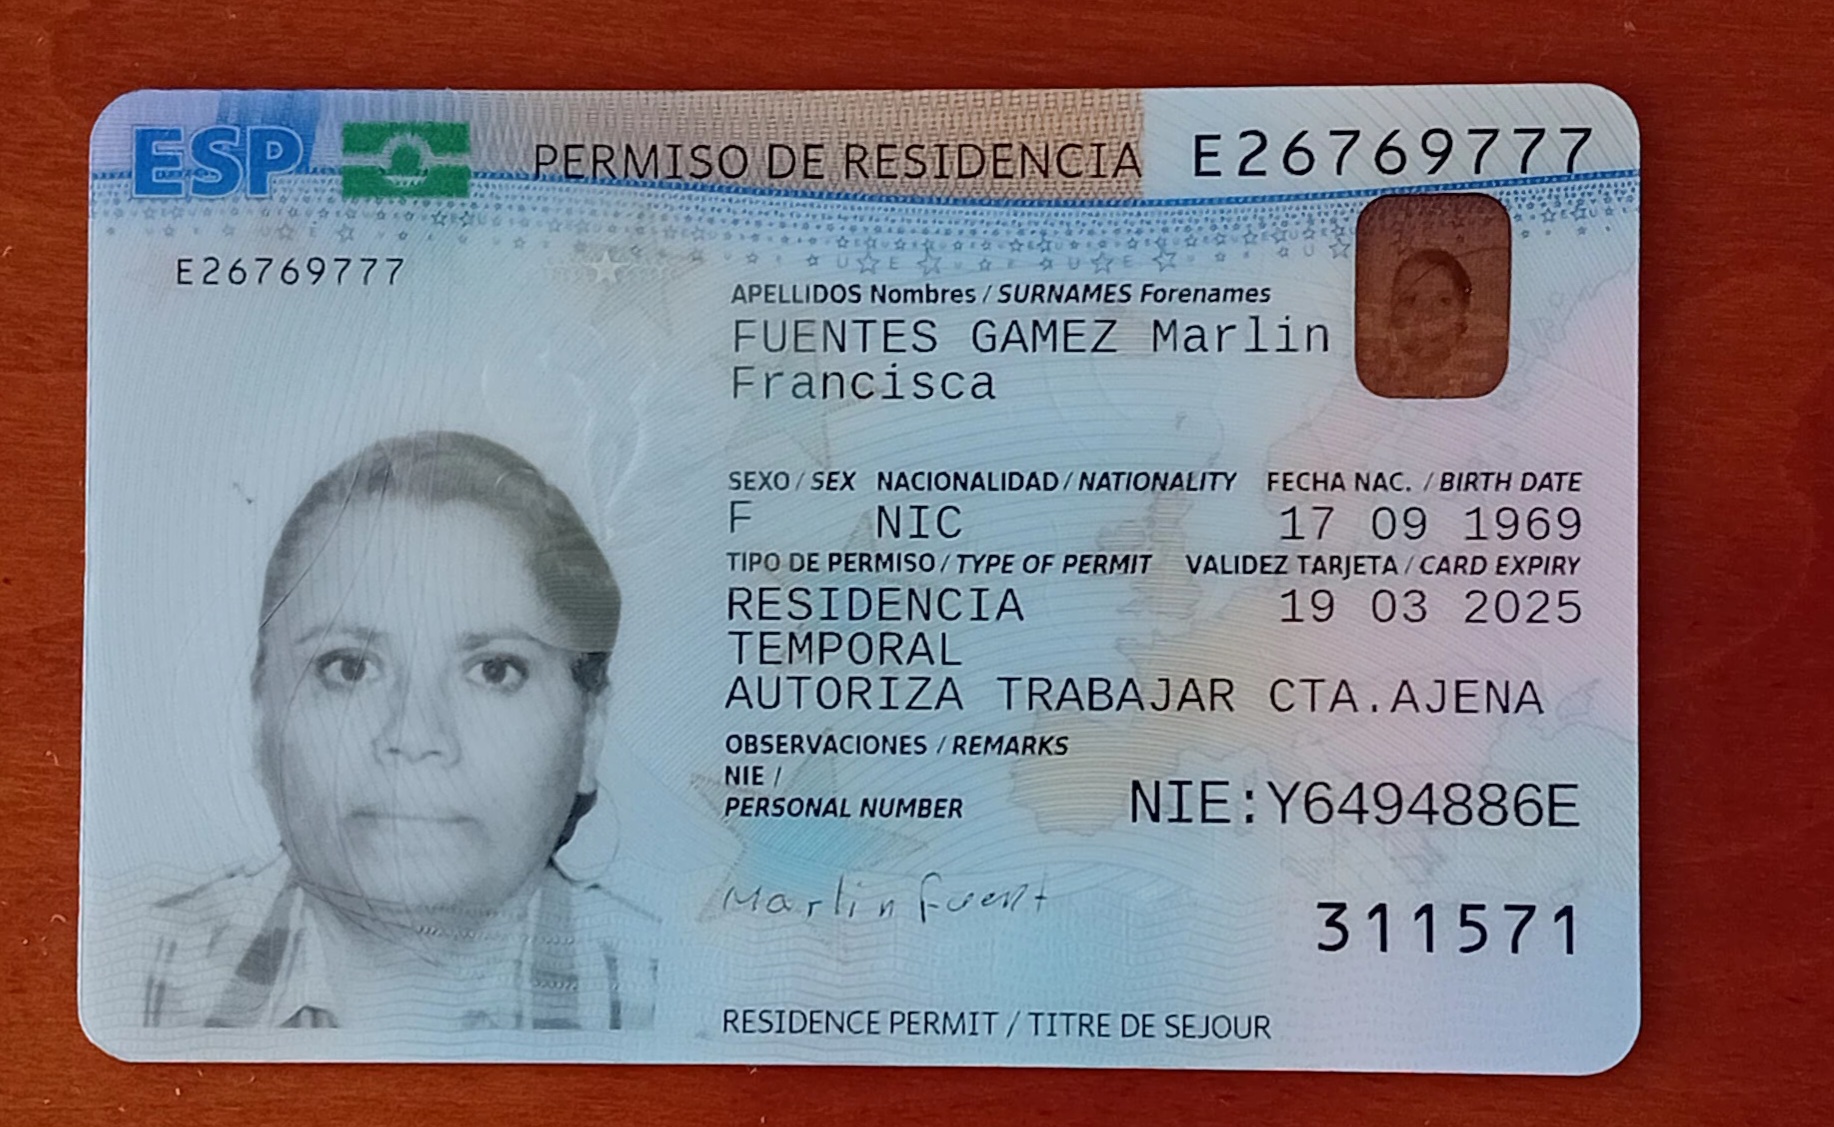 ESP PERMISO DE RESIDENCIA E26769777
E26769777
APELLIDOS Nombres / SURNAMES Forenames
FUENTES GAMEZ Marlin
Francisca
SEXO / SEX NACIONALIDAD / NATIONALITY FECHA NAC. / BIRTH DATE
F NIC 17 09 1969
TIPO DE PERMISO / TYPE OF PERMIT VALIDEZ TARJETA / CARD EXPIRY
RESIDENCIA 19 03 2025
TEMPORAL
AUTORIZA TRABAJAR CTA.AJENA
OBSERVACIONES / REMARKS
NIE /
PERSONAL NUMBER NIE:Y6494886E
Marlin fuent
311571
RESIDENCE PERMIT / TITRE DE SEJOUR